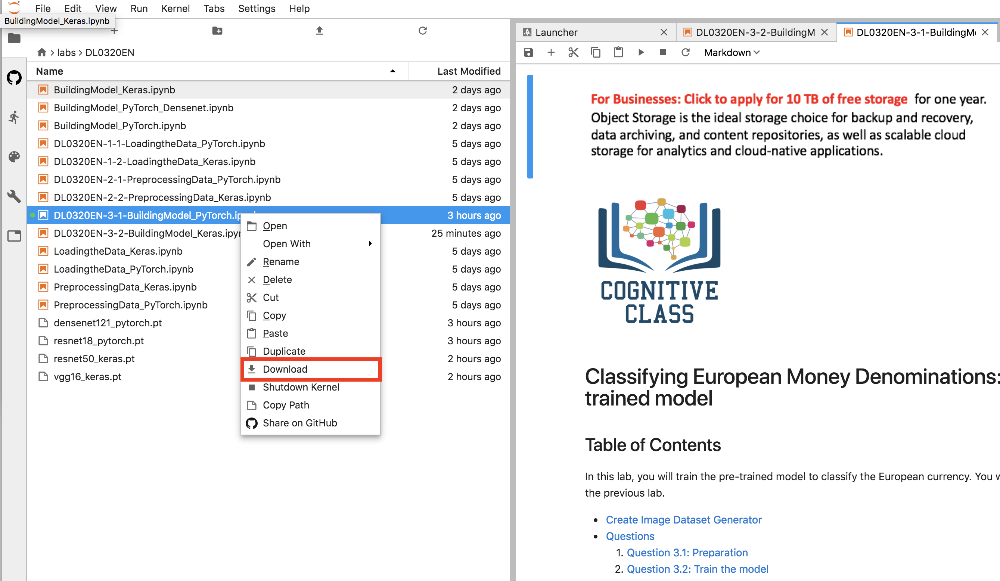 File Edit View Run Kernel Tabs Settings Help
BuildingModel_Keras.ipynb
labs > DL0320EN
Name Last Modified
BuildingModel_Keras.ipynb 2 days ago
BuildingModel_PyTorch_Densenet.ipynb 2 days ago
BuildingModel_PyTorch.ipynb 2 days ago
DL0320EN-1-1-LoadingtheData_PyTorch.ipynb 5 days ago
DL0320EN-1-2-LoadingtheData_Keras.ipynb 5 days ago
DL0320EN-2-1-PreprocessingData_PyTorch.ipynb 5 days ago
DL0320EN-2-2-PreprocessingData_Keras.ipynb 5 days ago
DL0320EN-3-1-BuildingModel_PyTorch.ip 3 hours ago
DL0320EN-3-2-BuildingModel_Keras.ipy 25 minutes ago
LoadingtheData_Keras.ipynb 5 days ago
LoadingtheData_PyTorch.ipynb 5 days ago
PreprocessingData_Keras.ipynb 5 days ago
PreprocessingData_PyTorch.ipynb 5 days ago
densenet121_pytorch.pt 3 hours ago
resnet18_pytorch.pt 3 hours ago
resnet50_keras.pt 2 hours ago
vgg16_keras.pt 2 hours ago
Open
Open With
Rename
Delete
Cut
Copy
Paste
Duplicate
Download
Shutdown Kernel
Copy Path
Share on GitHub
Launcher DL0320EN-3-2-BuildingM DL0320EN-3-1-BuildingM
Markdown
For Businesses: Click to apply for 10 TB of free storage for one year.
Object Storage is the ideal storage choice for backup and recovery,
data archiving, and content repositories, as well as scalable cloud
storage for analytics and cloud-native applications.
COGNITIVE
CLASS
Classifying European Money Denominations:
trained model
Table of Contents
In this lab, you will train the pre-trained model to classify the European currency. You w
the previous lab.
• Create Image Dataset Generator
• Questions
1. Question 3.1: Preparation
2. Question 3.2: Train the model